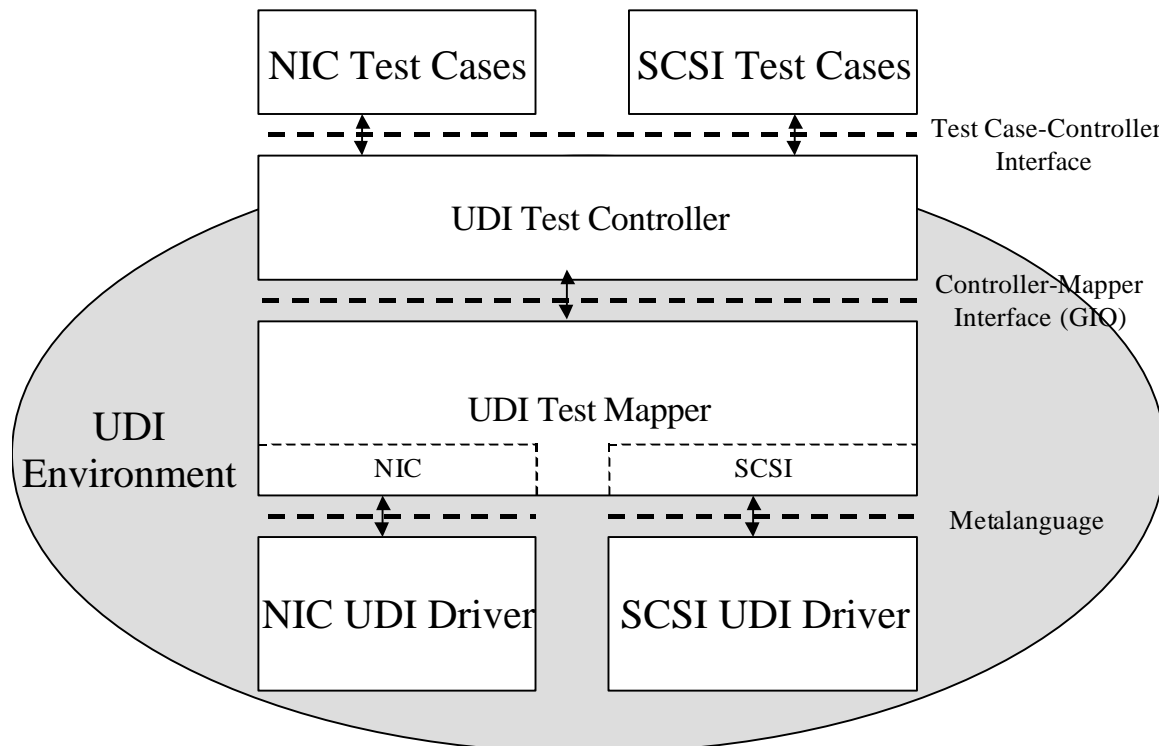 NIC Test Cases
SCSI Test Cases
Test Case-Controller
Interface
UDI Test Controller
Controller-Mapper
Interface (GIO)
UDI Test Mapper
UDI
Environment
NIC
SCSI
Metalanguage
NIC UDI Driver
SCSI UDI Driver